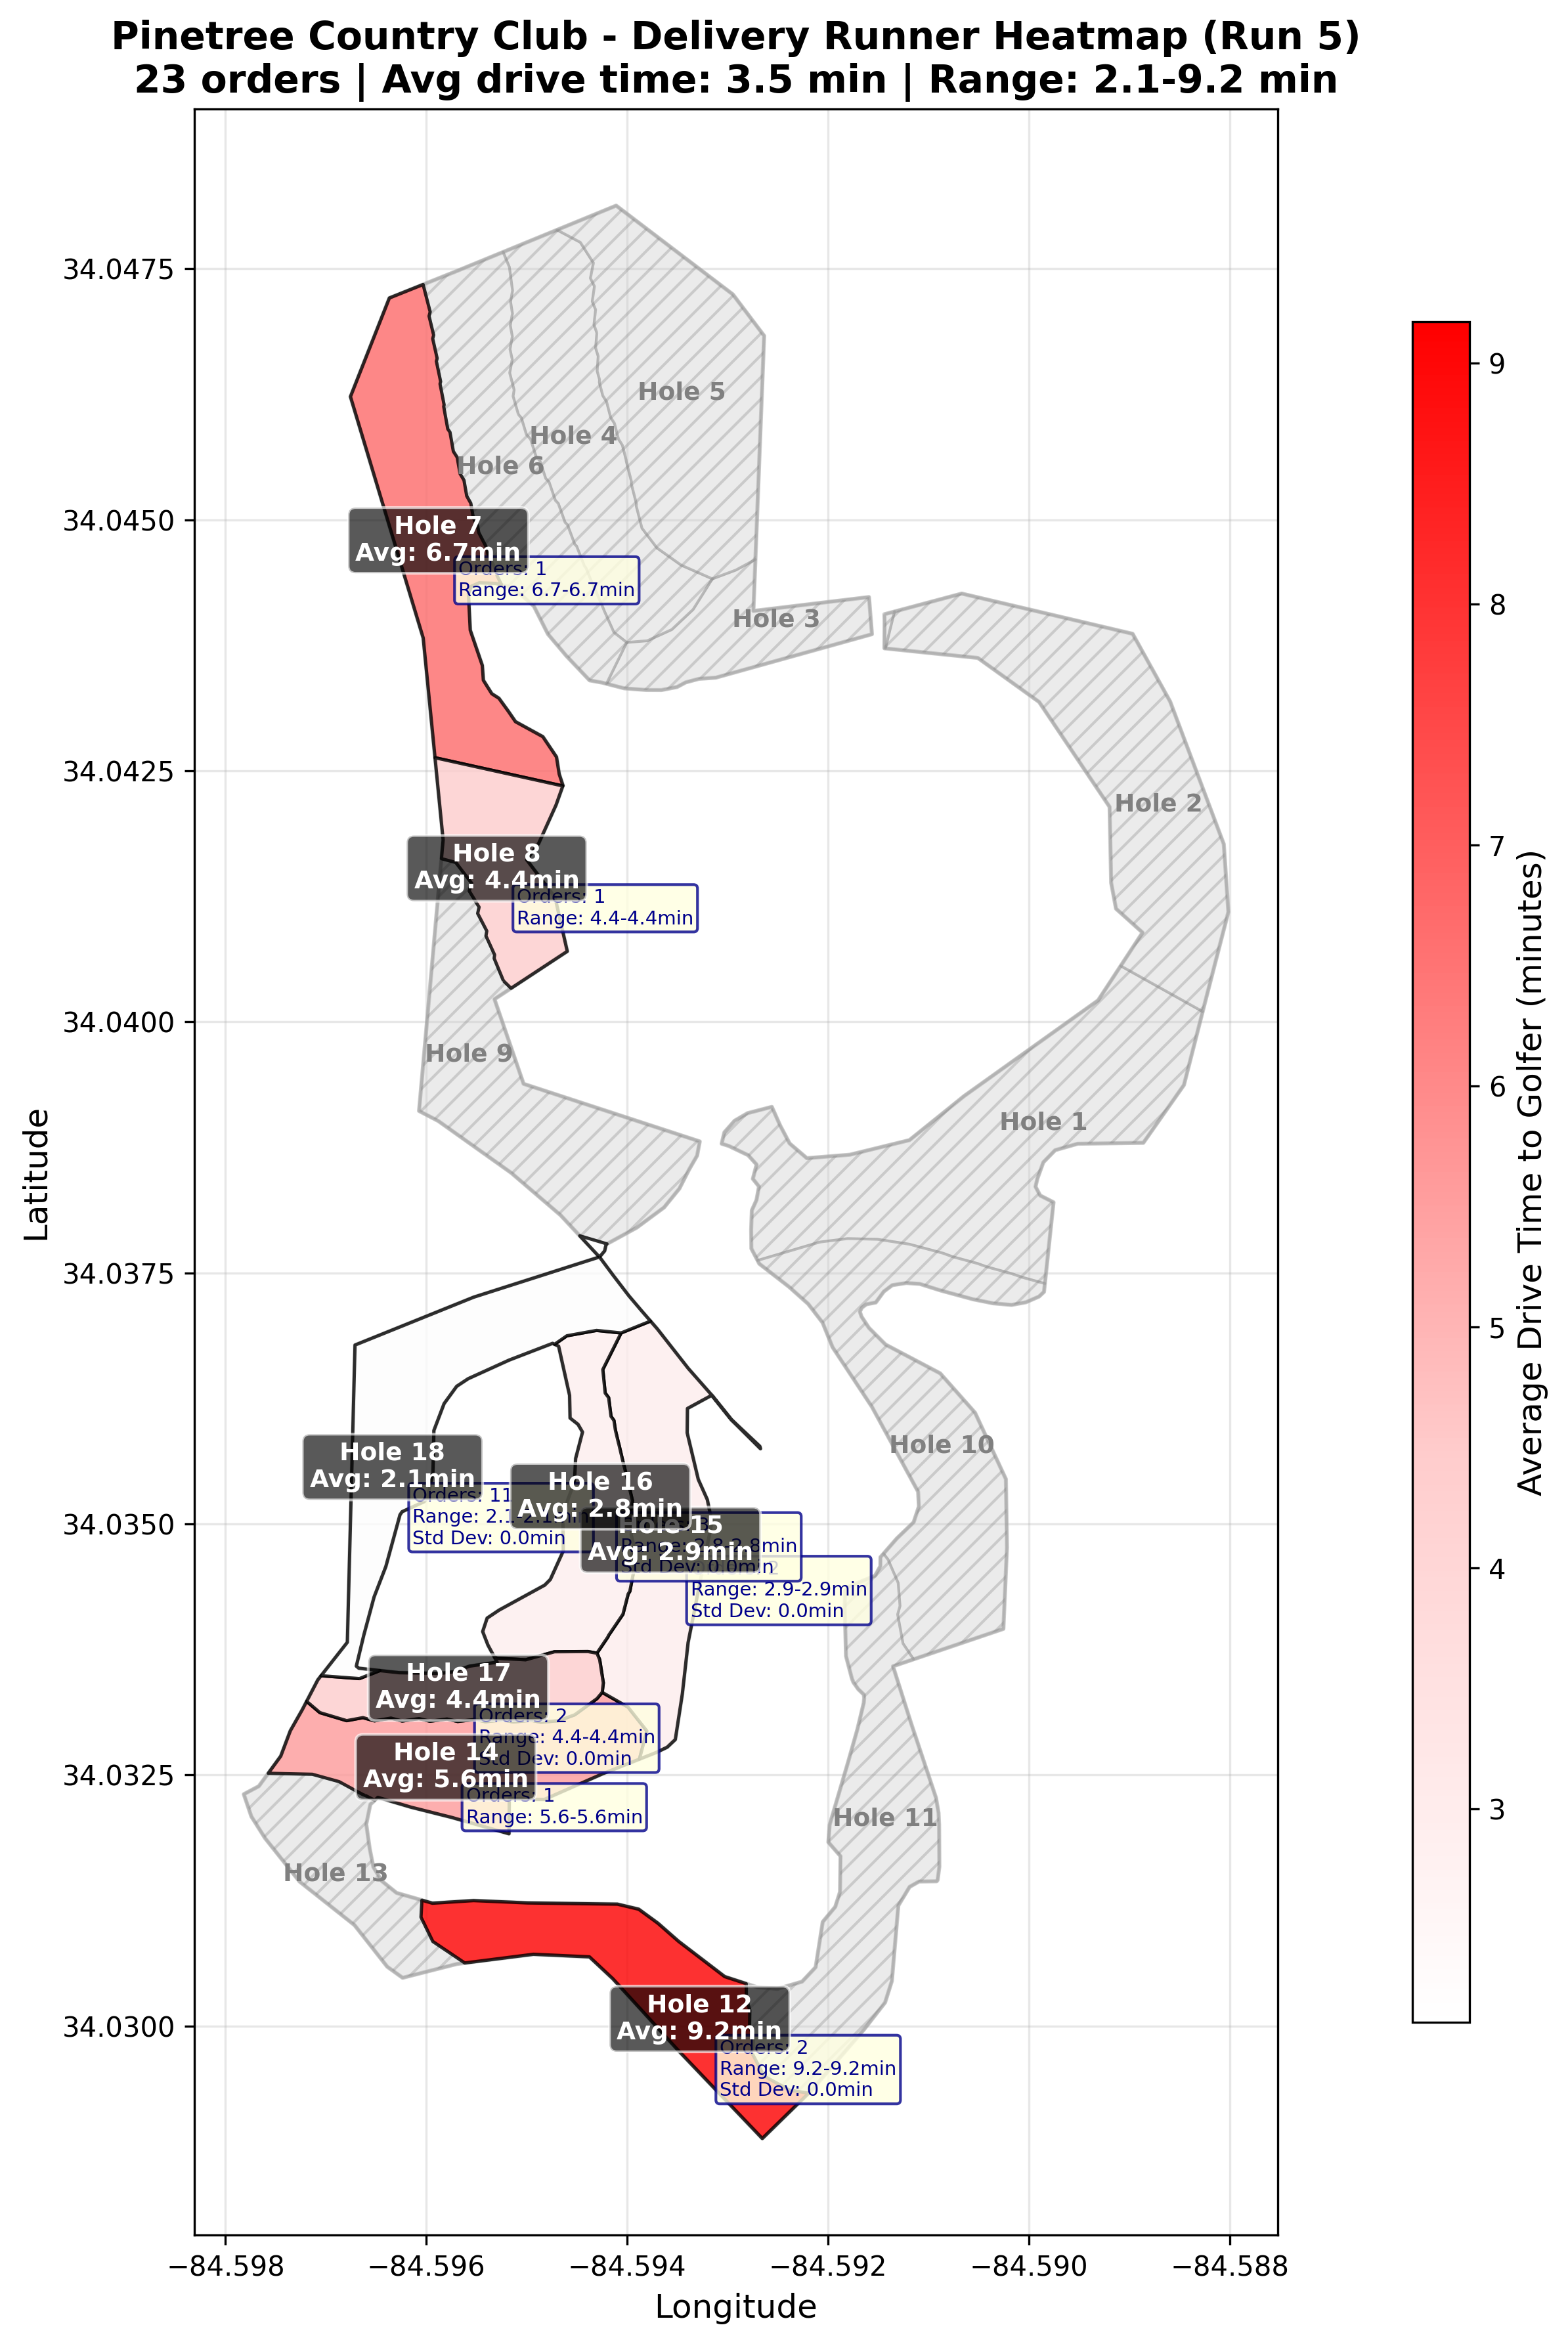 Pinetree Country Club - Delivery Runner Heatmap (Run 5)
23 orders | Avg drive time: 3.5 min | Range: 2.1-9.2 min
Latitude
34.0475
34.0450
34.0425
34.0400
34.0375
34.0350
34.0325
34.0300
Hole 5
Hole 4
Hole 6
Hole 7
Avg: 6.7min
Orders: 1
Range: 6.7-6.7min
Hole 3
Hole 2
Hole 8
Avg: 4.4min
Orders: 1
Range: 4.4-4.4min
Hole 9
Hole 1
Hole 10
Hole 18
Avg: 2.1min
Orders: 11
Range: 2.1-2.1min
Std Dev: 0.0min
Hole 16
Avg: 2.8min
Range: 2.8-2.8min
Std Dev: 0.0min
Hole 15
Avg: 2.9min
Range: 2.9-2.9min
Std Dev: 0.0min
Hole 17
Avg: 4.4min
Orders: 2
Range: 4.4-4.4min
Std Dev: 0.0min
Hole 14
Avg: 5.6min
Orders: 1
Range: 5.6-5.6min
Hole 11
Hole 13
Hole 12
Avg: 9.2min
Orders: 2
Range: 9.2-9.2min
Std Dev: 0.0min
−84.598
−84.596
−84.594
−84.592
−84.590
−84.588
Longitude
9
8
7
6
5
4
3
Average Drive Time to Golfer (minutes)